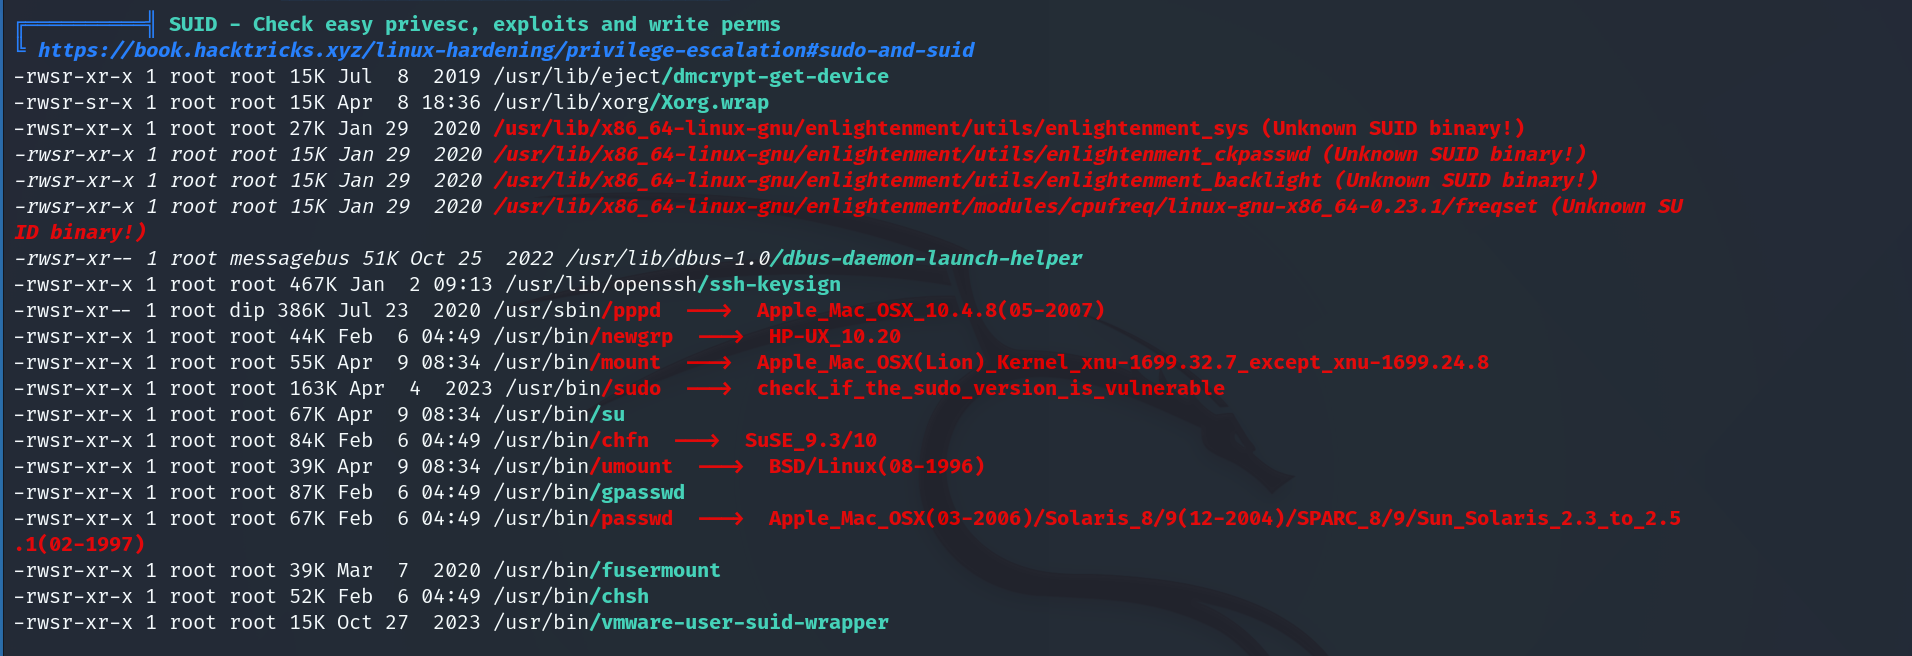 SUID - Check easy privesc, exploits and write perms
https://book.hacktricks.xyz/linux-hardening/privilege-escalation#sudo-and-suid
-rwsr-xr-x 1 root root 15K Jul  8  2019 /usr/lib/eject/dmcrypt-get-device
-rwsr-sr-x 1 root root 15K Apr  8 18:36 /usr/lib/xorg/Xorg.wrap
-rwsr-xr-x 1 root root 27K Jan 29  2020 /usr/lib/x86_64-linux-gnu/enlightenment/utils/enlightenment_sys (Unknown SUID binary!)
-rwsr-xr-x 1 root root 15K Jan 29  2020 /usr/lib/x86_64-linux-gnu/enlightenment/utils/enlightenment_ckpasswd (Unknown SUID binary!)
-rwsr-xr-x 1 root root 15K Jan 29  2020 /usr/lib/x86_64-linux-gnu/enlightenment/utils/enlightenment_backlight (Unknown SUID binary!)
-rwsr-xr-x 1 root root 15K Jan 29  2020 /usr/lib/x86_64-linux-gnu/enlightenment/modules/cpufreq/linux-gnu-x86_64-0.23.1/freqset (Unknown SU
ID binary!)
-rwsr-xr-- 1 root messagebus 51K Oct 25  2022 /usr/lib/dbus-1.0/dbus-daemon-launch-helper
-rwsr-xr-x 1 root root 467K Jan  2 09:13 /usr/lib/openssh/ssh-keysign
-rwsr-xr-- 1 root dip 386K Jul 23  2020 /usr/sbin/pppd  --->  Apple_Mac_OSX_10.4.8(05-2007)
-rwsr-xr-x 1 root root 44K Feb  6 04:49 /usr/bin/newgrp  --->  HP-UX_10.20
-rwsr-xr-x 1 root root 55K Apr  9 08:34 /usr/bin/mount  --->  Apple_Mac_OSX(Lion)_Kernel_xnu-1699.32.7_except_xnu-1699.24.8
-rwsr-xr-x 1 root root 163K Apr  4  2023 /usr/bin/sudo  --->  check_if_the_sudo_version_is_vulnerable
-rwsr-xr-x 1 root root 67K Apr  9 08:34 /usr/bin/su
-rwsr-xr-x 1 root root 84K Feb  6 04:49 /usr/bin/chfn  --->  SuSE_9.3/10
-rwsr-xr-x 1 root root 39K Apr  9 08:34 /usr/bin/umount  --->  BSD/Linux(08-1996)
-rwsr-xr-x 1 root root 87K Feb  6 04:49 /usr/bin/gpasswd
-rwsr-xr-x 1 root root 67K Feb  6 04:49 /usr/bin/passwd  --->  Apple_Mac_OSX(03-2006)/Solaris_8/9(12-2004)/SPARC_8/9/Sun_Solaris_2.3_to_2.5
.1(02-1997)
-rwsr-xr-x 1 root root 39K Mar  7  2020 /usr/bin/fusermount
-rwsr-xr-x 1 root root 52K Feb  6 04:49 /usr/bin/chsh
-rwsr-xr-x 1 root root 15K Oct 27  2023 /usr/bin/vmware-user-suid-wrapper